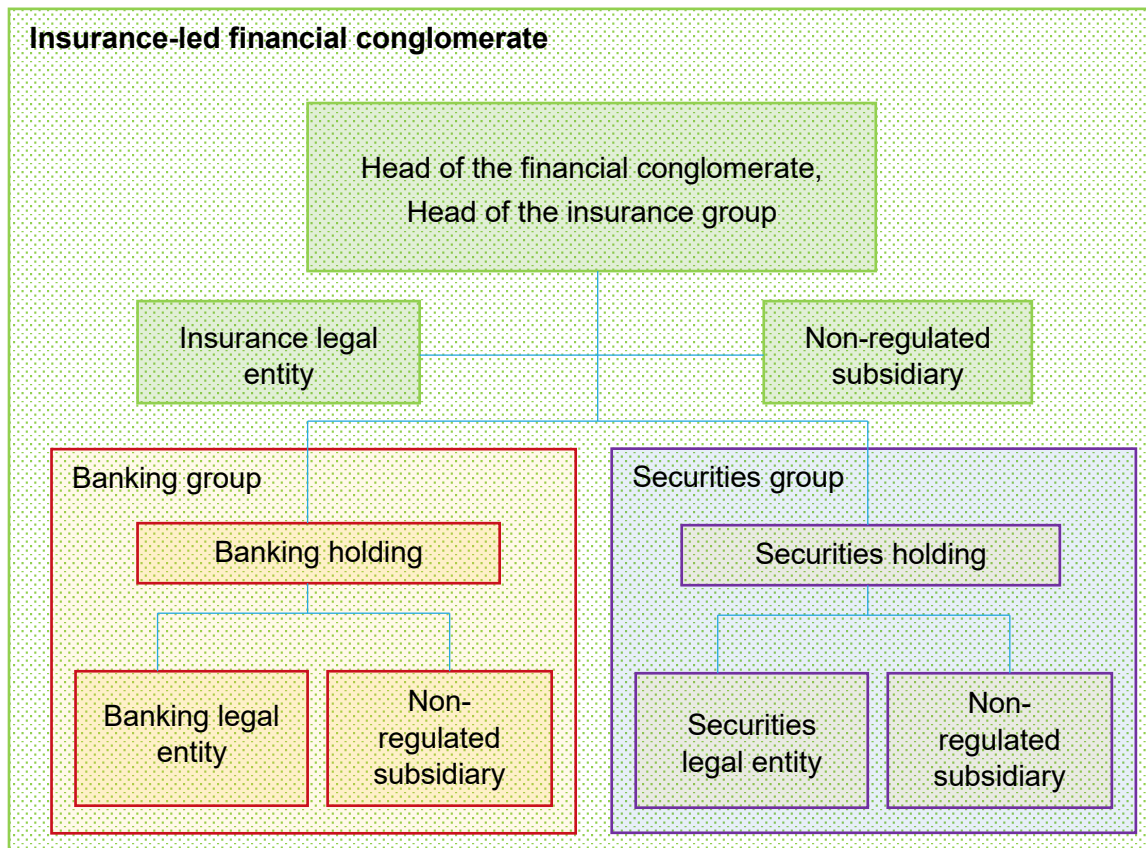 Insurance-led financial conglomerate
Head of the financial conglomerate,
Head of the insurance group
Insurance legal
entity
Non-regulated
subsidiary
Banking group
Banking holding
Banking legal
entity
Non-
regulated
subsidiary
Securities group
Securities holding
Securities
legal entity
Non-
regulated
subsidiary